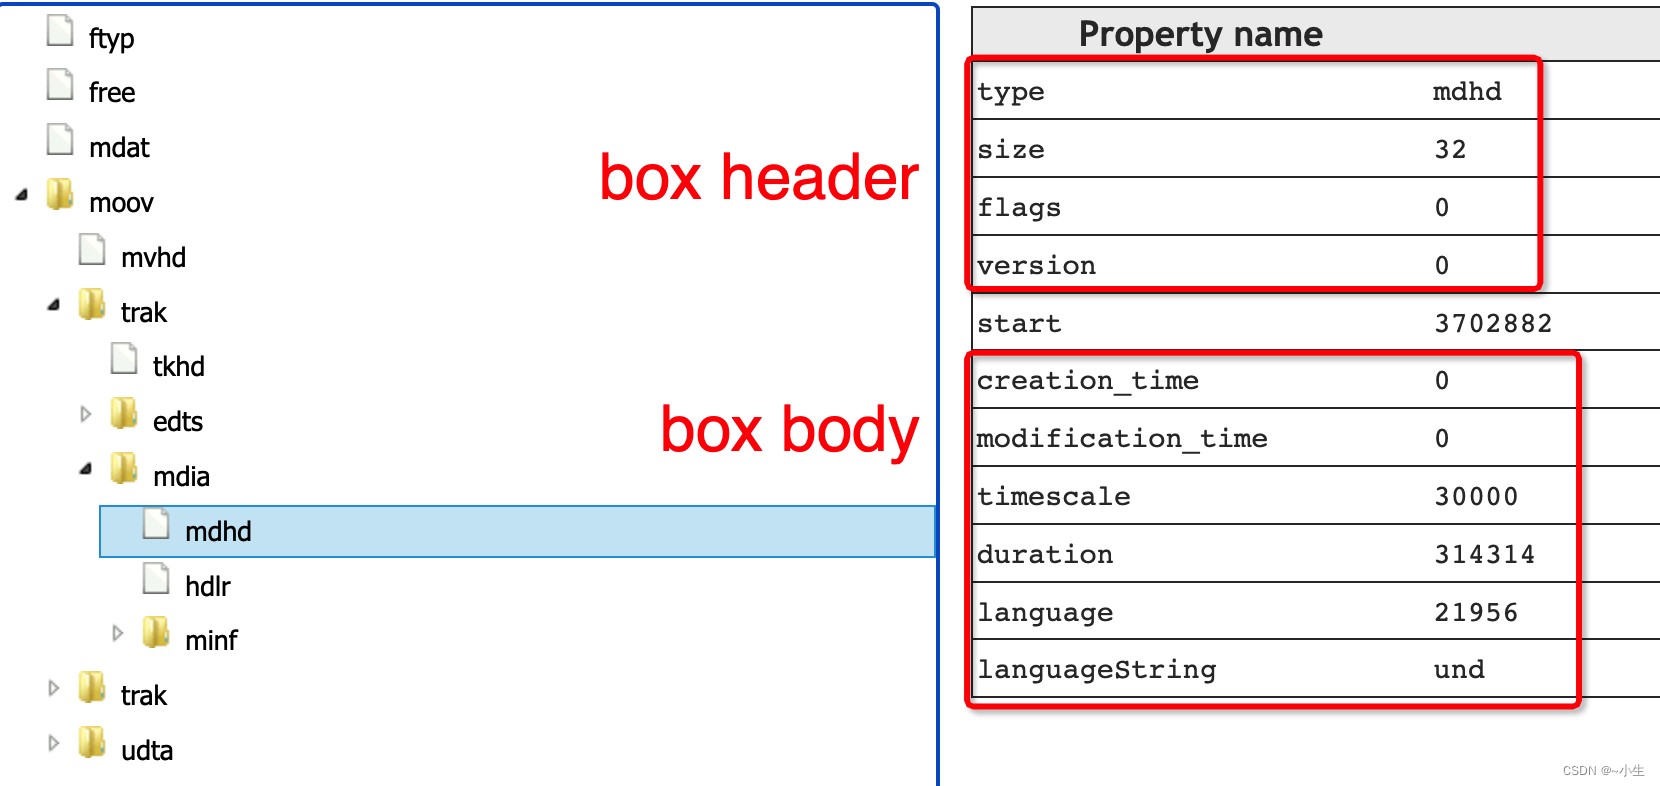 ftyp
free
mdat
moov
mvhd
trak
tkhd
edts
mdia
mdhd
hdlr
minf
trak
udta
box header
box body
Property name
type mdhd
size 32
flags 0
version 0
start 3702882
creation_time 0
modification_time 0
timescale 30000
duration 314314
language 21956
languageString und
CSDN @~小生